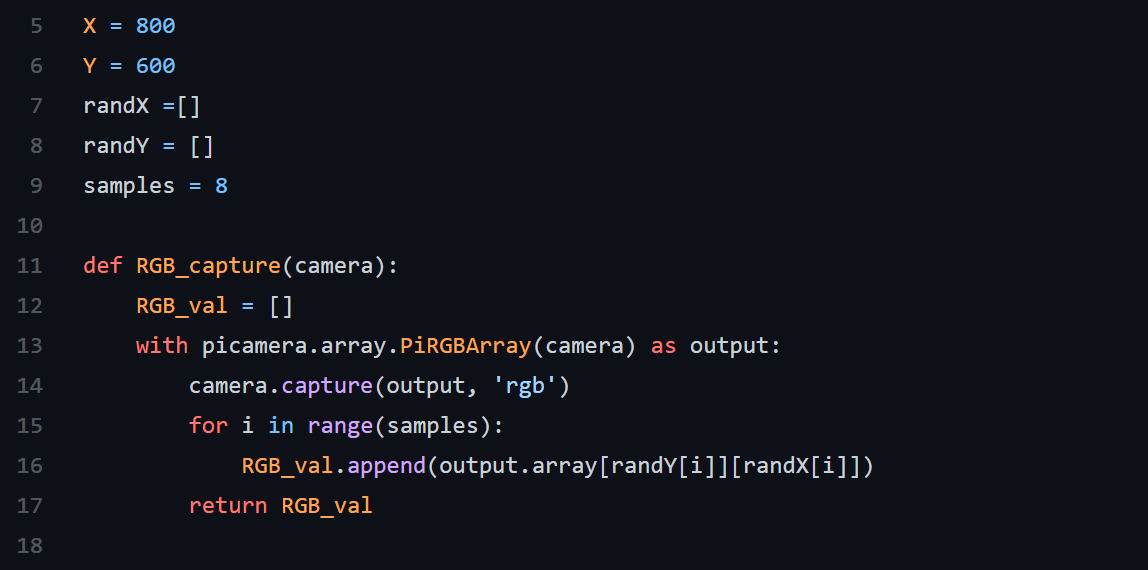 5 X = 800
6 Y = 600
7 randX =[]
8 randY = []
9 samples = 8
10
11 def RGB_capture(camera):
12     RGB_val = []
13     with picamera.array.PiRGBArray(camera) as output:
14         camera.capture(output, 'rgb')
15         for i in range(samples):
16             RGB_val.append(output.array[randY[i]][randX[i]])
17         return RGB_val
18